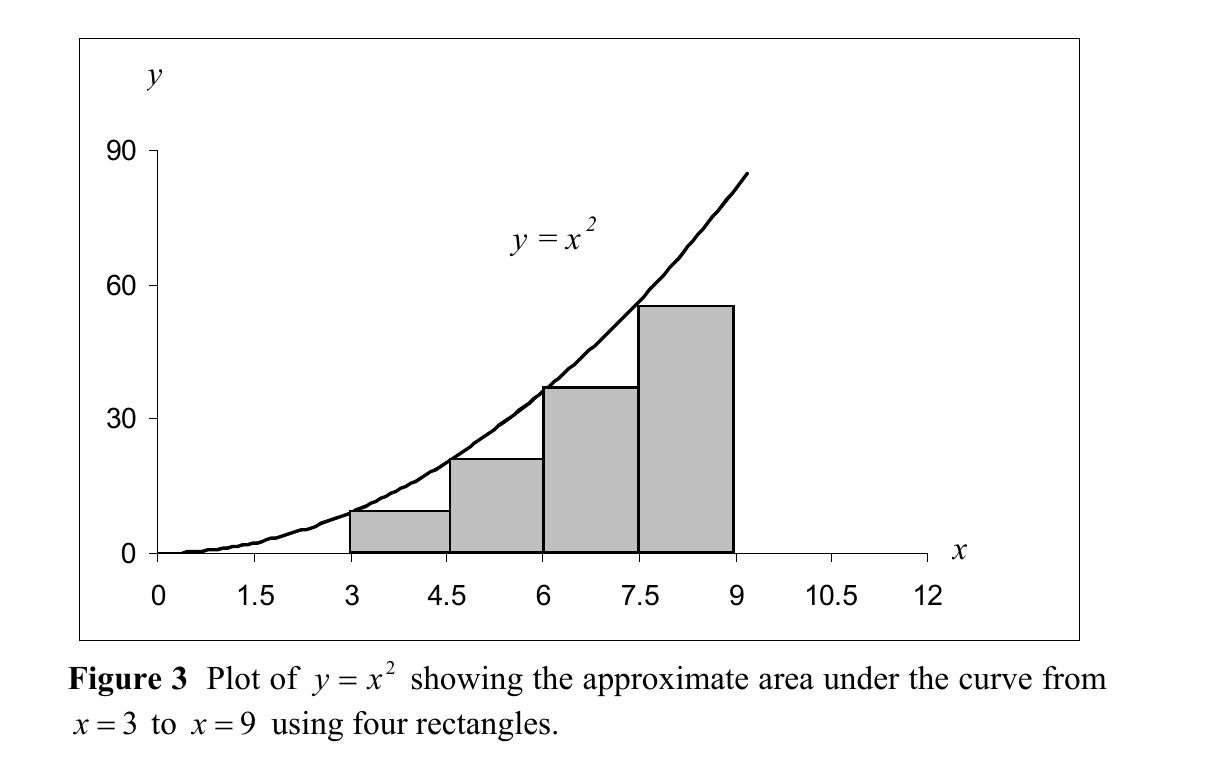 y
90
y = x²
60
30
0
x
0 1.5 3 4.5 6 7.5 9 10.5 12
Figure 3 Plot of y = x² showing the approximate area under the curve from
x = 3 to x = 9 using four rectangles.